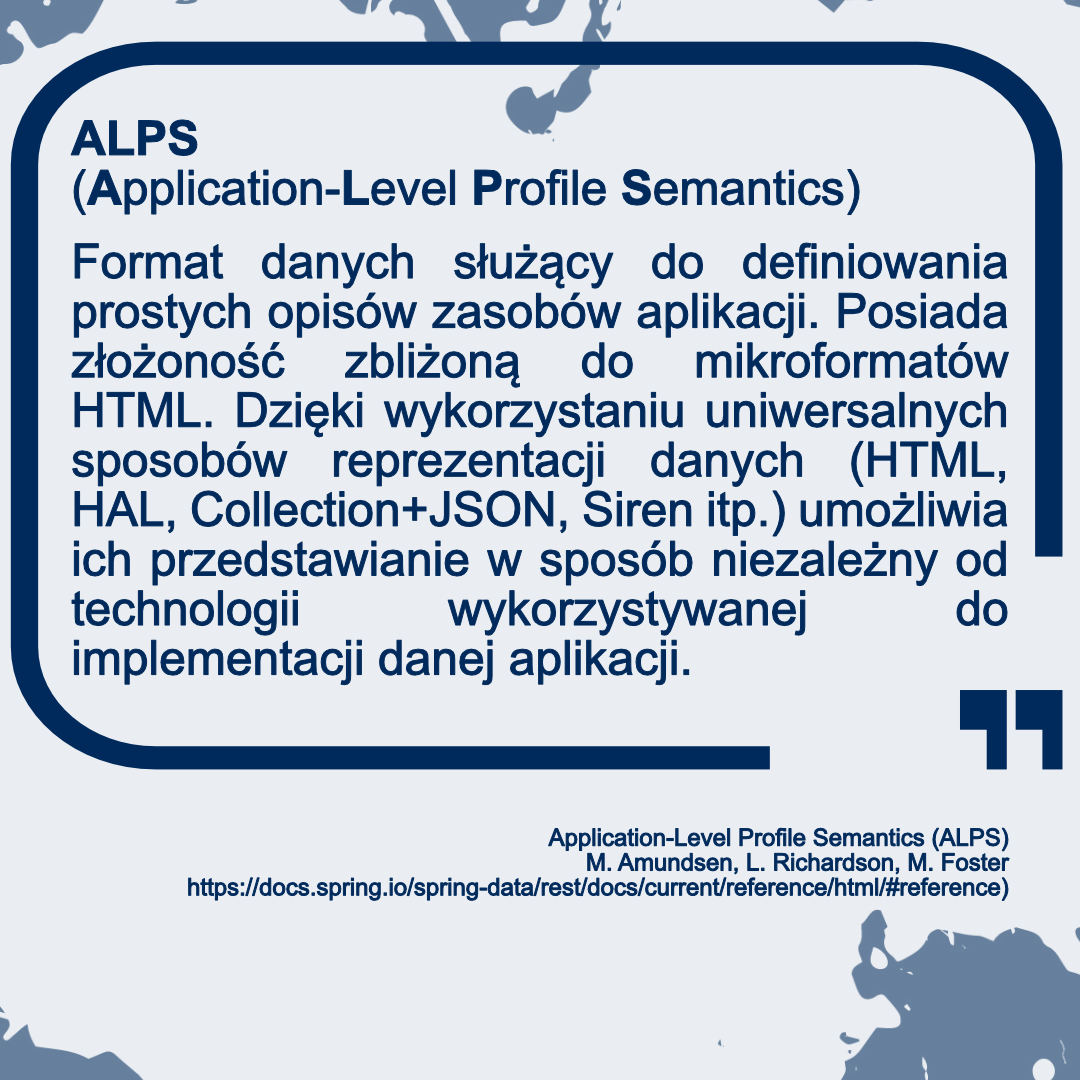 ALPS
(Application-Level Profile Semantics)
Format danych służący do definiowania
prostych opisów zasobów aplikacji. Posiada
złożoność zbliżoną do mikroformatów
HTML. Dzięki wykorzystaniu uniwersalnych
sposobów reprezentacji danych (HTML,
HAL, Collection+JSON, Siren itp.) umożliwia
ich przedstawianie w sposób niezależny od
technologii wykorzystywanej do
implementacji danej aplikacji.
Application-Level Profile Semantics (ALPS)
M. Amundsen, L. Richardson, M. Foster
https://docs.spring.io/spring-data/rest/docs/current/reference/html/#reference)